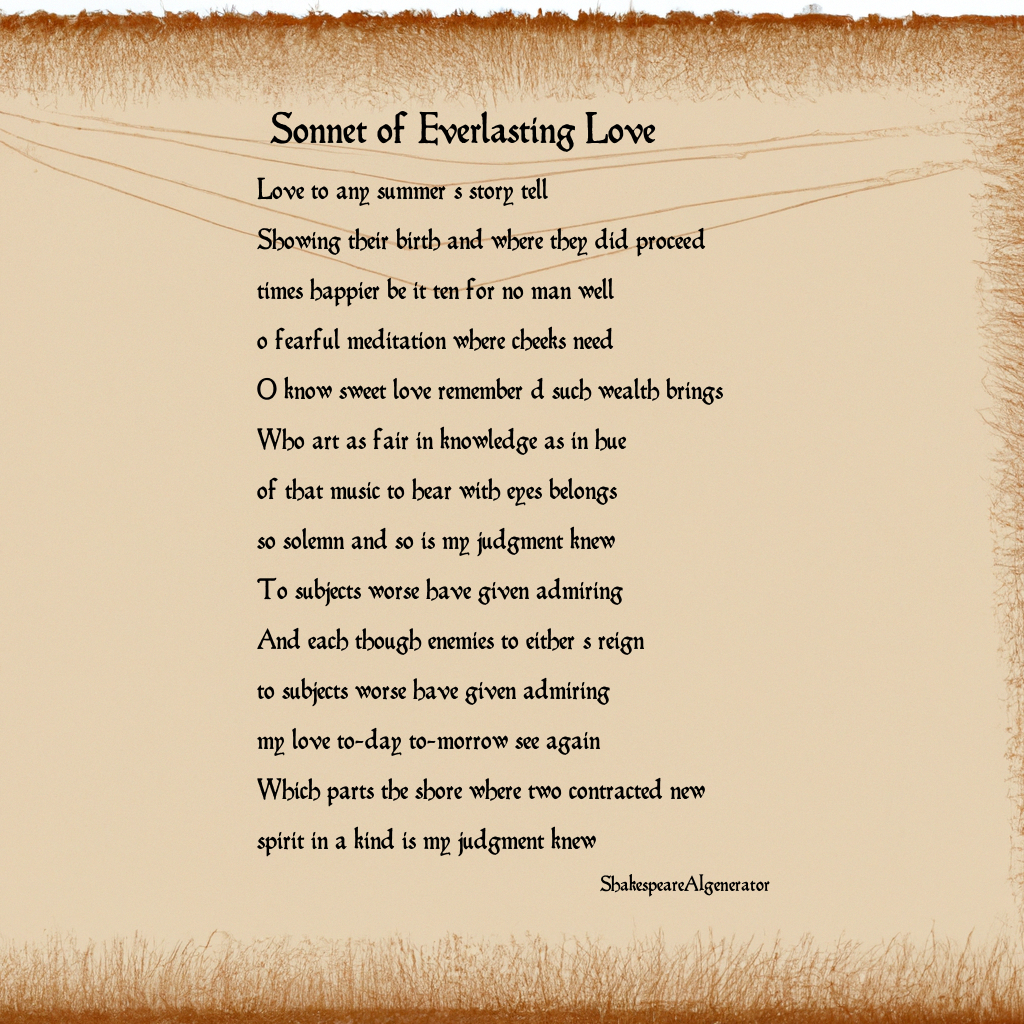 Sonnet of Everlasting Love
Love to any summer s story tell
Showing their birth and where they did proceed
times happier be it ten for no man well
o fearful meditation where cheeks need
O know sweet love remember d such wealth brings
Who art as fair in knowledge as in hue
of that music to hear with eyes belongs
so solemn and so is my judgment knew
To subjects worse have given admiring
And each though enemies to either s reign
to subjects worse have given admiring
my love to-day to-morrow see again
Which parts the shore where two contracted new
spirit in a kind is my judgment knew
ShakespeareAIgenerator